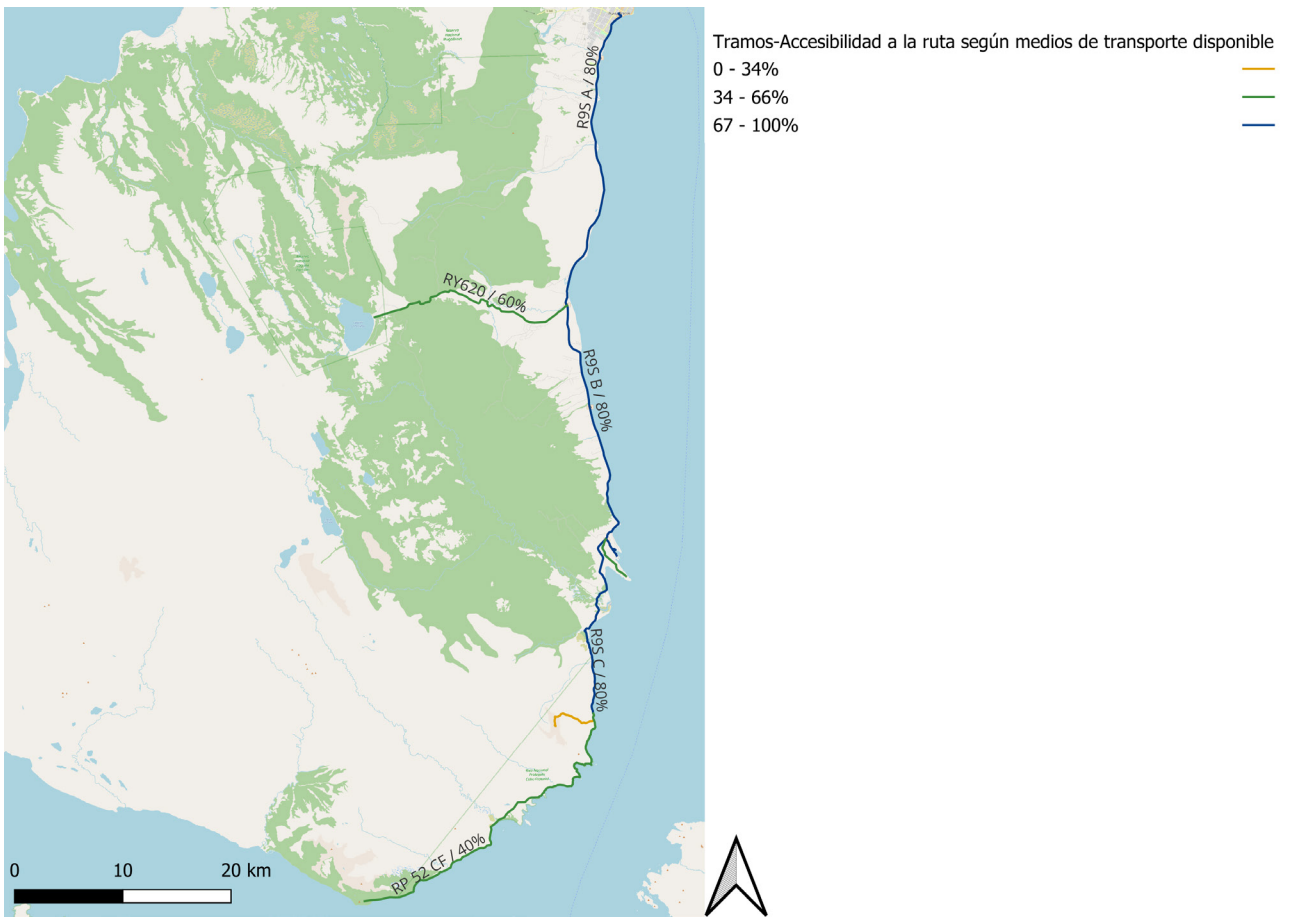 Tramos-Accesibilidad a la ruta según medios de transporte disponible
0 - 34%
34 - 66%
67 - 100%
R9S A / 80%
RY620 / 60%
R9S B / 80%
R9S C / 80%
RP 52 CF / 40%
0 10 20 km